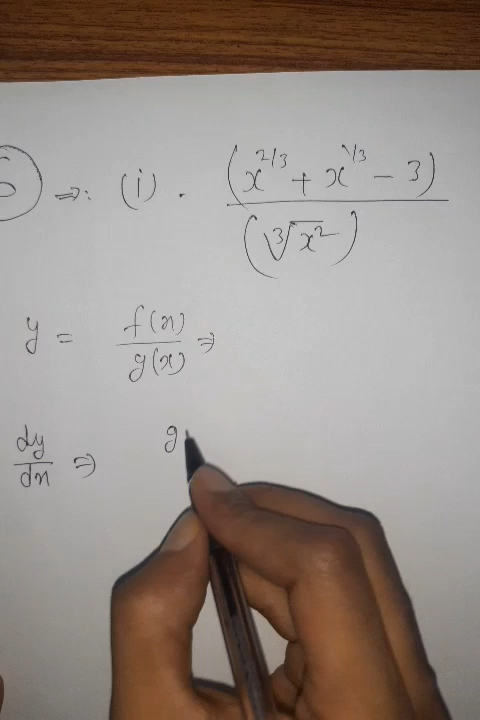 6 ⇒: (i) . (x^2/3 + x^1/3 - 3) / (∛x²)
y = f(x)/g(x) ⇒
dy/dx ⇒ g